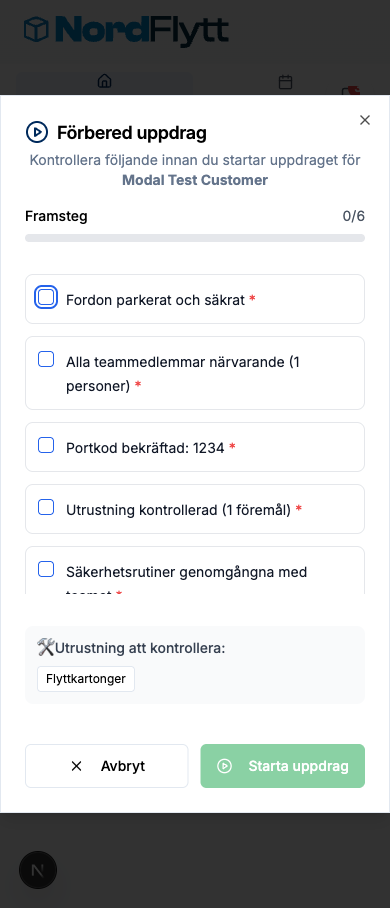 NordFlytt
Förbered uppdrag
Kontrollera följande innan du startar uppdraget för
Modal Test Customer
Framsteg 0/6
Fordon parkerat och säkrat *
Alla teammedlemmar närvarande (1
personer) *
Portkod bekräftad: 1234 *
Utrustning kontrollerad (1 föremål) *
Säkerhetsrutiner genomgångna med
teamet *
🛠Utrustning att kontrollera:
Flyttkartonger
Avbryt
Starta uppdrag
N